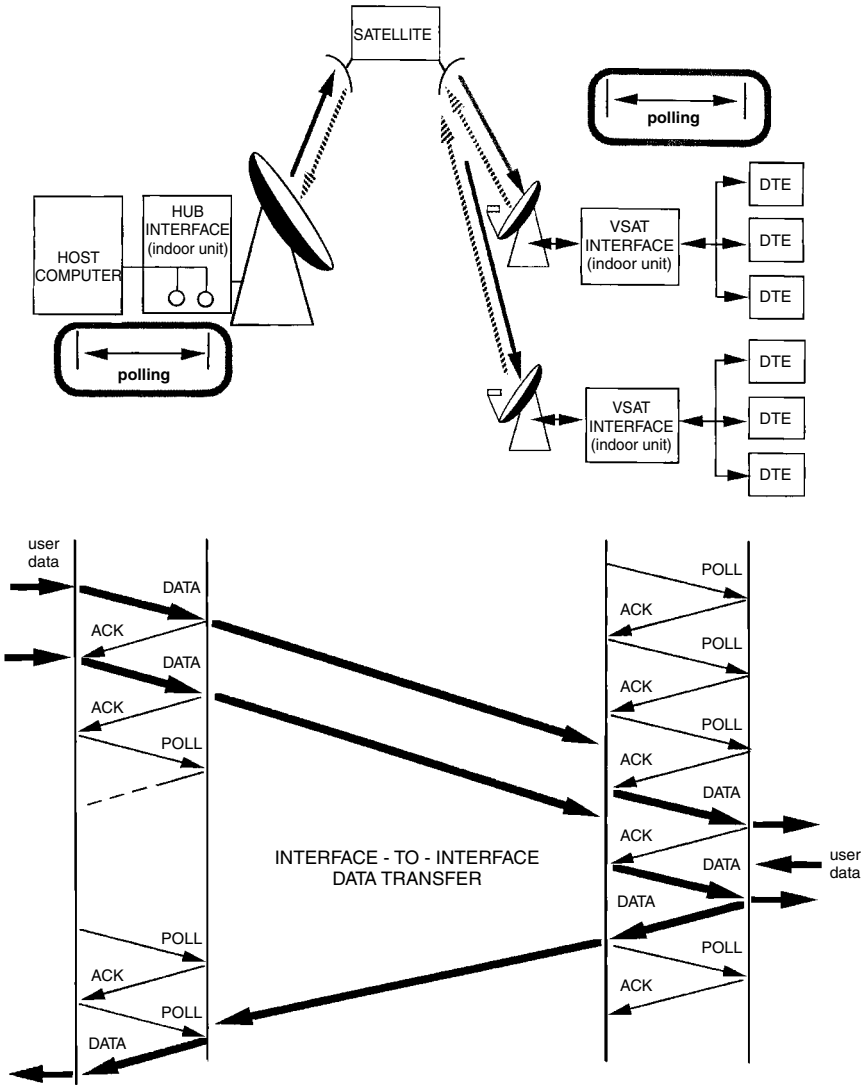 SATELLITE
polling
HOST
COMPUTER
HUB
INTERFACE
(indoor unit)
polling
VSAT
INTERFACE
(indoor unit)
DTE
DTE
DTE
VSAT
INTERFACE
(indoor unit)
DTE
DTE
DTE
user
data
DATA
ACK
DATA
ACK
POLL
POLL
ACK
POLL
ACK
POLL
ACK
DATA
ACK
DATA
user
data
DATA
POLL
ACK
INTERFACE - TO - INTERFACE
DATA TRANSFER
POLL
ACK
POLL
DATA